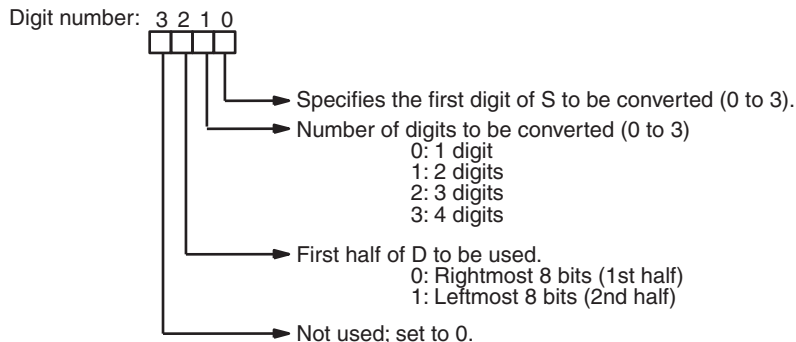 Digit number: 3 2 1 0
Specifies the first digit of S to be converted (0 to 3).
Number of digits to be converted (0 to 3)
0: 1 digit
1: 2 digits
2: 3 digits
3: 4 digits
First half of D to be used.
0: Rightmost 8 bits (1st half)
1: Leftmost 8 bits (2nd half)
Not used; set to 0.